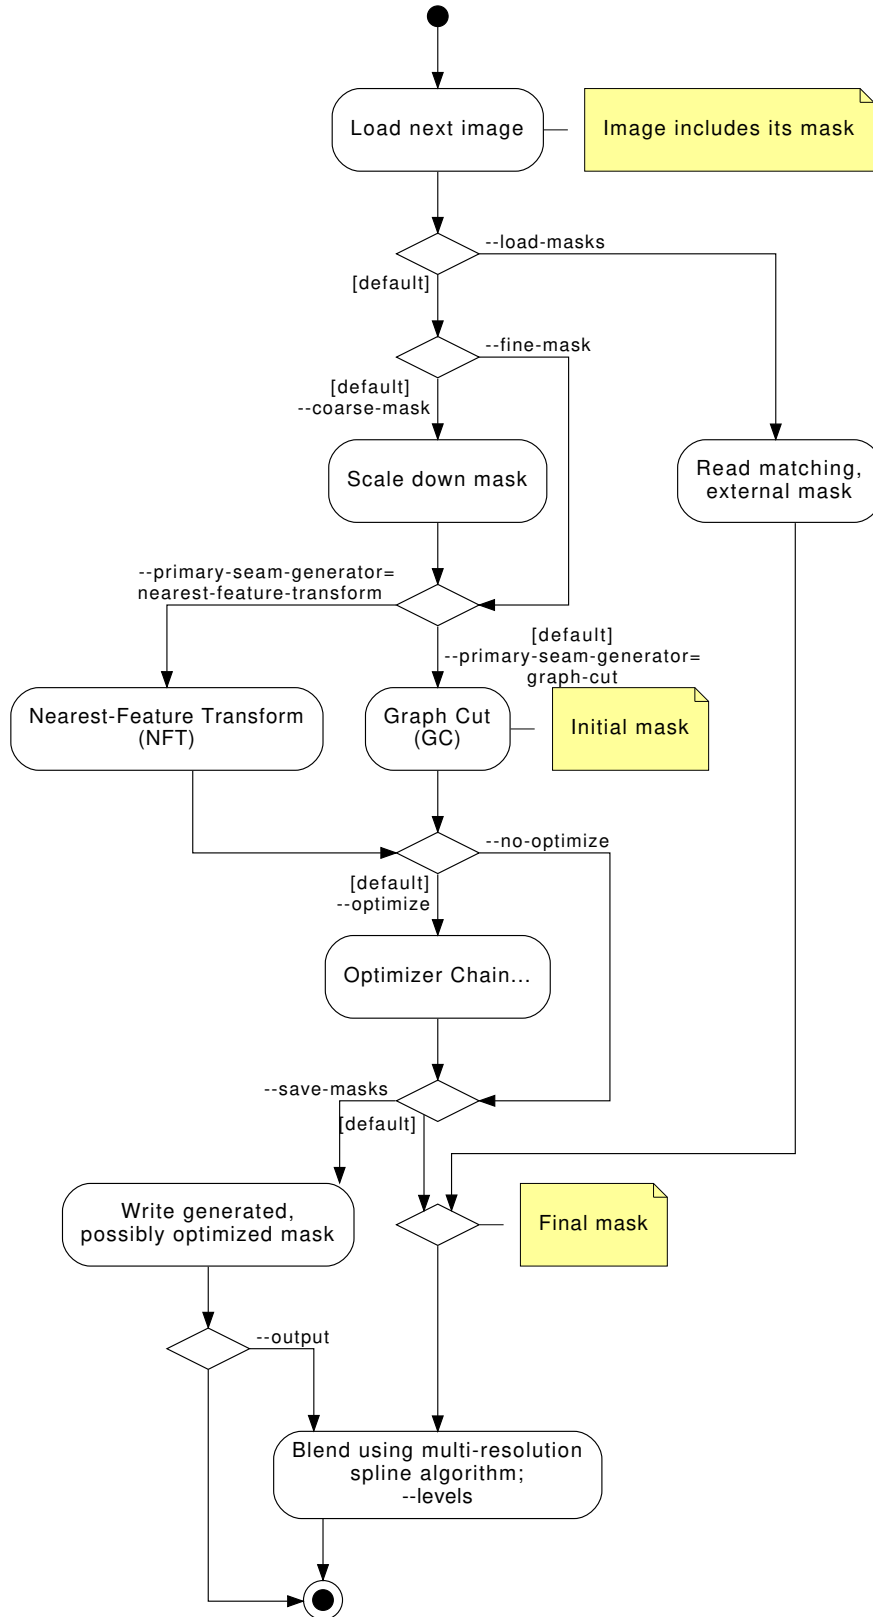 Load next image
Image includes its mask
--load-masks
[default]
--fine-mask
[default]
--coarse-mask
Scale down mask
Read matching,
external mask
--primary-seam-generator=
nearest-feature-transform
[default]
--primary-seam-generator=
graph-cut
Nearest-Feature Transform
(NFT)
Graph Cut
(GC)
Initial mask
--no-optimize
[default]
--optimize
Optimizer Chain...
--save-masks
[default]
Write generated,
possibly optimized mask
Final mask
--output
Blend using multi-resolution
spline algorithm;
--levels